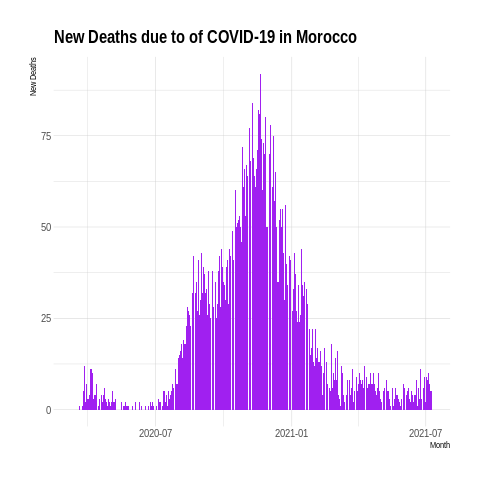 New Deaths due to of COVID-19 in Morocco
New Deaths
75
50
25
0
2020-07
2021-01
2021-07
Month